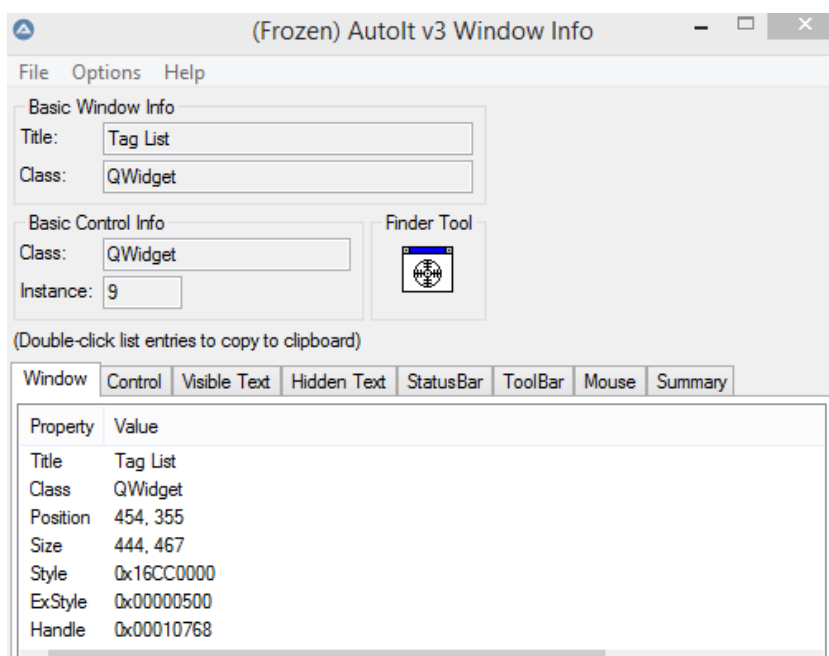 (Frozen) AutoIt v3 Window Info
File Options Help
Basic Window Info
Title: Tag List
Class: QWidget
Basic Control Info
Finder Tool
Class: QWidget
Instance: 9
(Double-click list entries to copy to clipboard)
Window Control Visible Text Hidden Text StatusBar ToolBar Mouse Summary
Property Value
Title Tag List
Class QWidget
Position 454, 355
Size 444, 467
Style 0x16CC0000
ExStyle 0x00000500
Handle 0x00010768